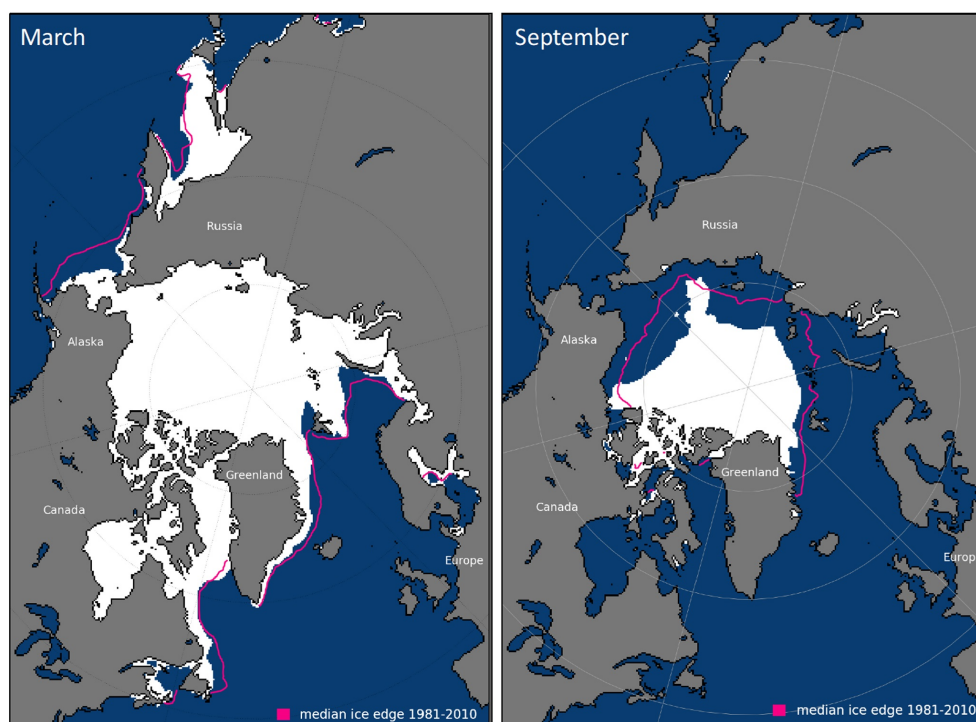 March
Russia
Alaska
Greenland
Canada
Europe
median ice edge 1981-2010
September
Russia
Alaska
Greenland
Canada
Europ
median ice edge 1981-2010